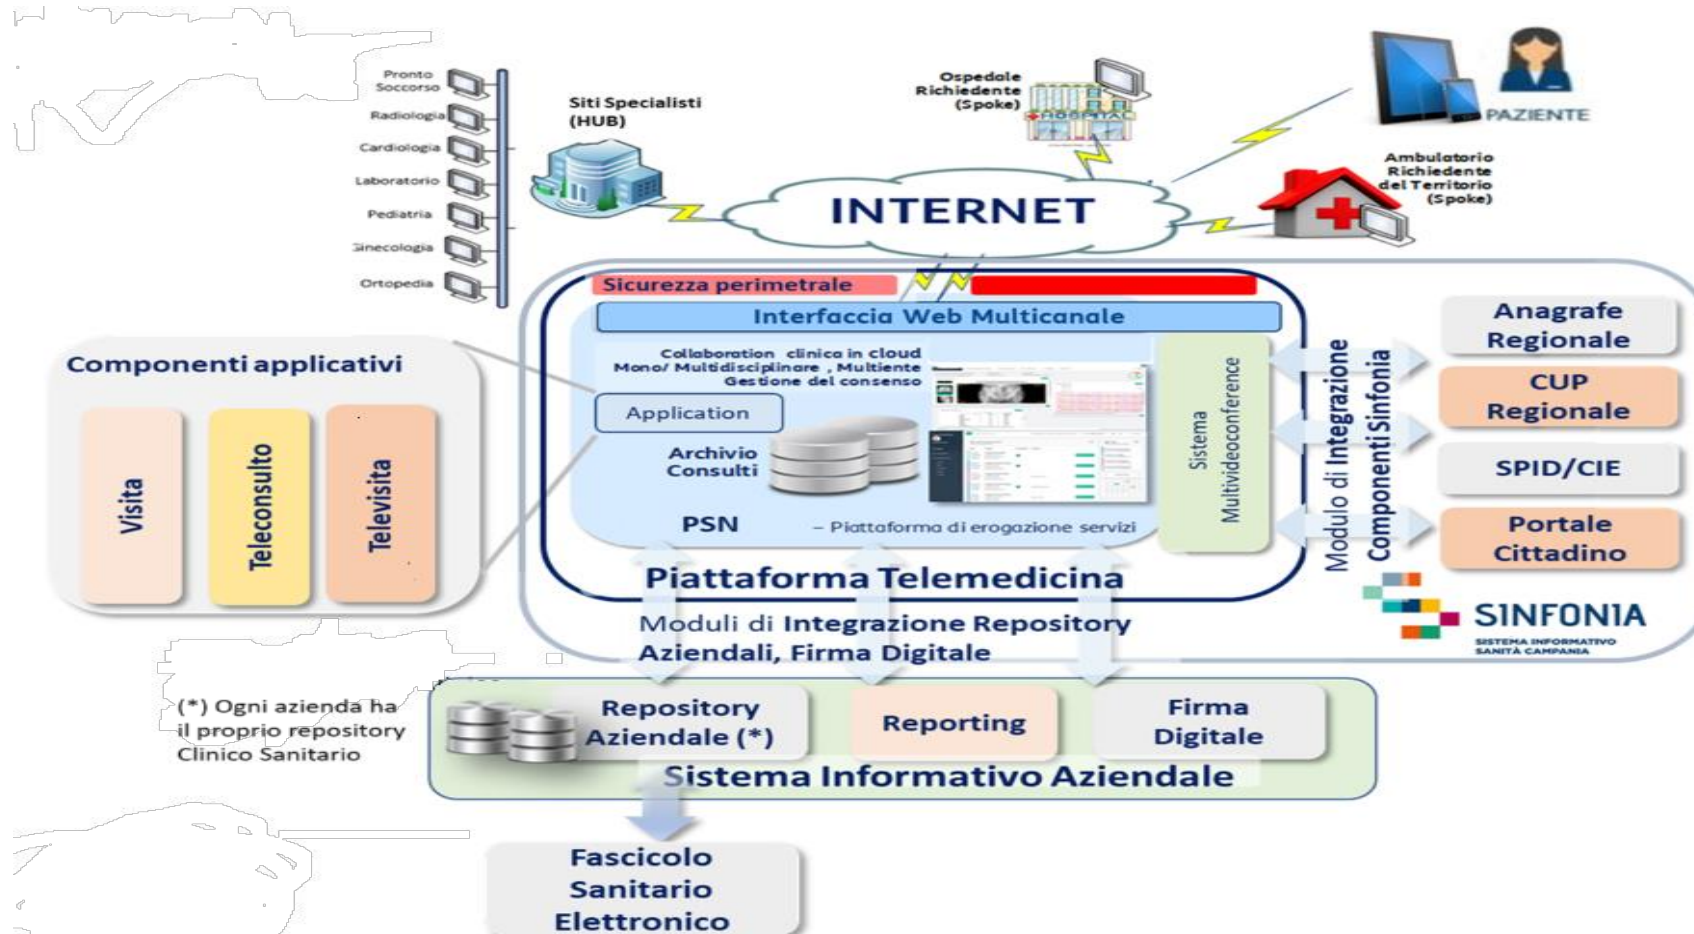 Pronto
Soccorso
Radiologia
Cardiologia
Laboratorio
Pediatria
Ginecologia
Ortopedia
Siti Specialisti
(HUB)
Ospedale
Richiedente
(Spoke)
HOSPITAL
PAZIENTE
Ambulatorio
Richiedente
del Territorio
(Spoke)
INTERNET
Sicurezza perimetrale
Interfaccia Web Multicanale
Collaboration clinica in cloud
Mono/ Multidisciplinare , Multiente
Gestione del consenso
Application
Archivio
Consulti
PSN – Piattaforma di erogazione servizi
Sistema
Multivideoconference
Piattaforma Telemedicina
Componenti applicativi
Visita
Teleconsulto
Televisita
Modulo di Integrazione
Componenti Sinfonia
Anagrafe
Regionale
CUP
Regionale
SPID/CIE
Portale
Cittadino
SINFONIA
SISTEMA INFORMATIVO
SANITÀ CAMPANIA
Moduli di Integrazione Repository
Aziendali, Firma Digitale
(*) Ogni azienda ha
il proprio repository
Clinico Sanitario
Repository
Aziendale (*)
Reporting
Firma
Digitale
Sistema Informativo Aziendale
Fascicolo
Sanitario
Elettronico